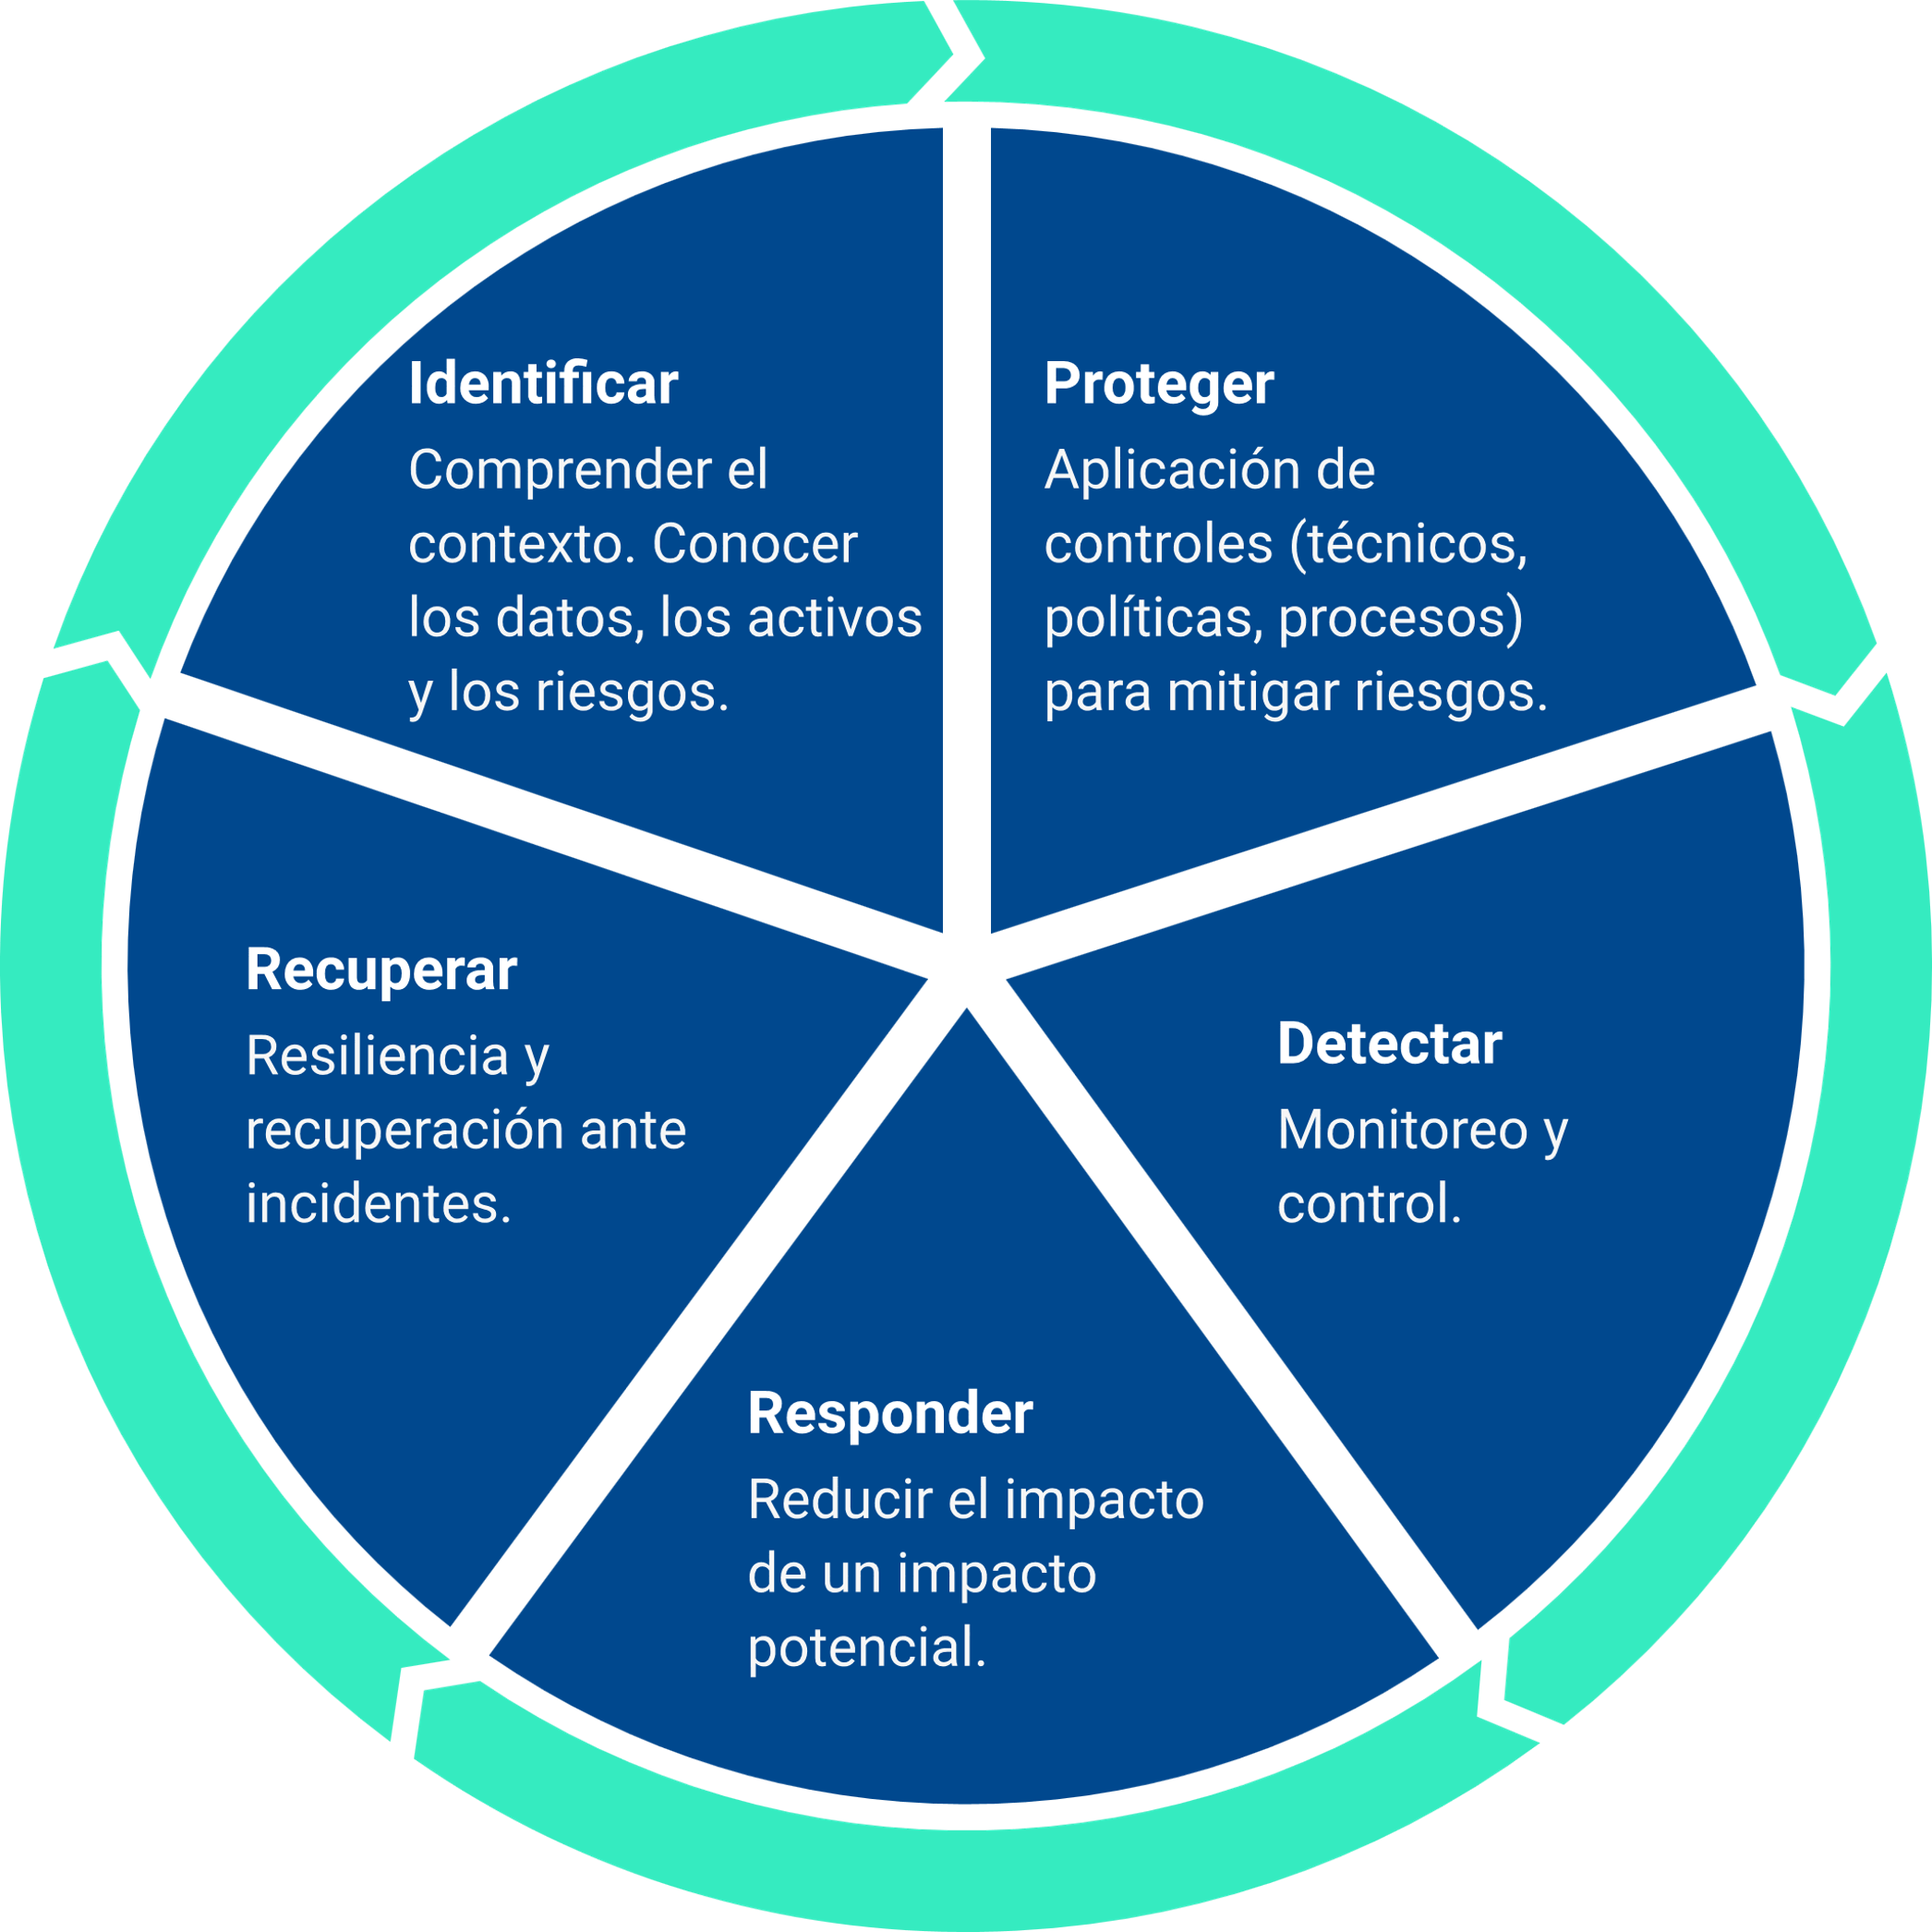 Identificar
Comprender el
contexto. Conocer
los datos, los activos
y los riesgos.
Proteger
Aplicación de
controles (técnicos,
políticas, procesos)
para mitigar riesgos.
Detectar
Monitoreo y
control.
Responder
Reducir el impacto
de un impacto
potencial.
Recuperar
Resiliencia y
recuperación ante
incidentes.